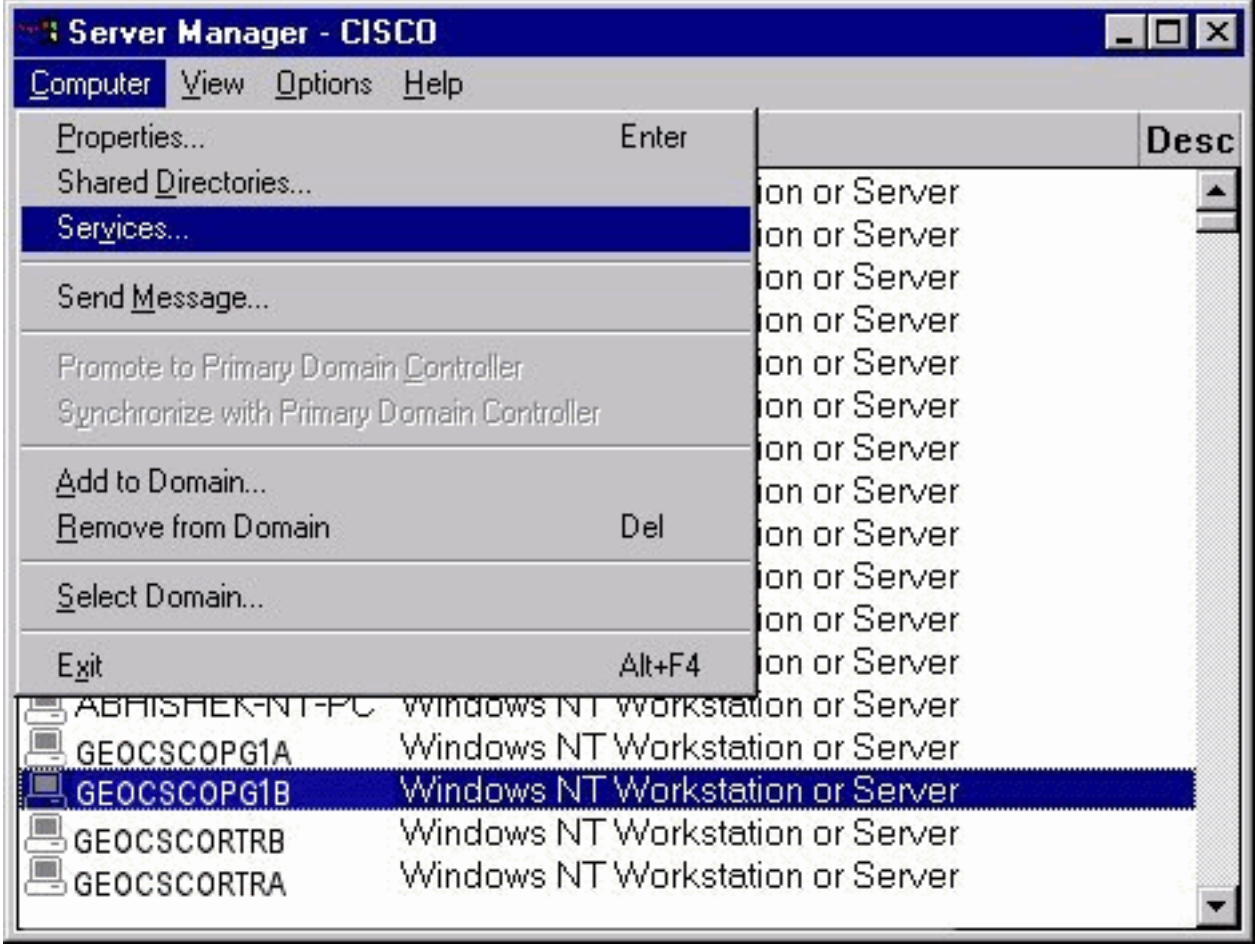 Server Manager - CISCO
Computer View Options Help
Properties... Enter
Shared Directories...
Services...
Send Message...
Promote to Primary Domain Controller
Synchronize with Primary Domain Controller
Add to Domain...
Remove from Domain Del
Select Domain...
Exit Alt+F4
Desc
ion or Server
ion or Server
ion or Server
ion or Server
ion or Server
ion or Server
ion or Server
ion or Server
ion or Server
ion or Server
ion or Server
ion or Server
ABHISHEK-NT-PC Windows NT Workstation or Server
GEOCSCOPG1A Windows NT Workstation or Server
GEOCSCOPG1B Windows NT Workstation or Server
GEOCSCORTRB Windows NT Workstation or Server
GEOCSCORTRA Windows NT Workstation or Server